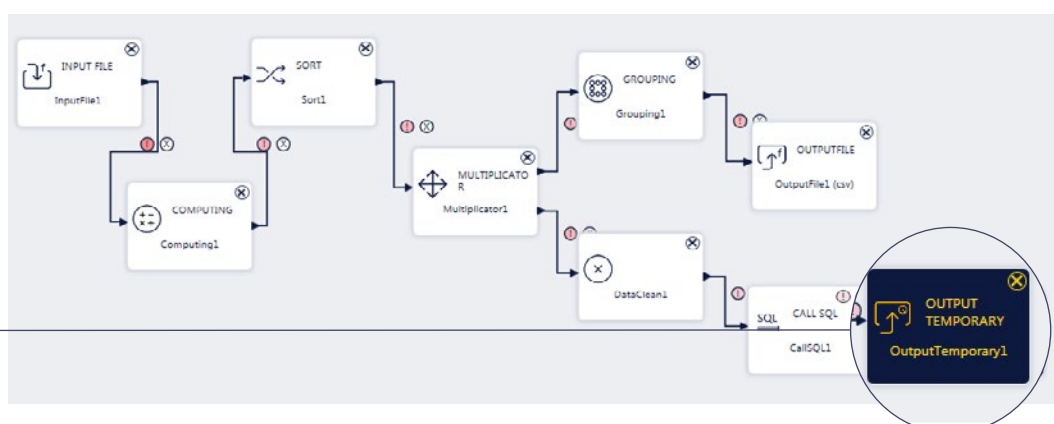 INPUT FILE
InputFile1
COMPUTING
Computing1
SORT
Sort1
MULTIPLICATO
R
Multiplicator1
GROUPING
Grouping1
OUTPUTFILE
OutputFile1 (csv)
DataClean1
SQL
CALL SQL
CallSQL1
OUTPUT
TEMPORARY
OutputTemporary1